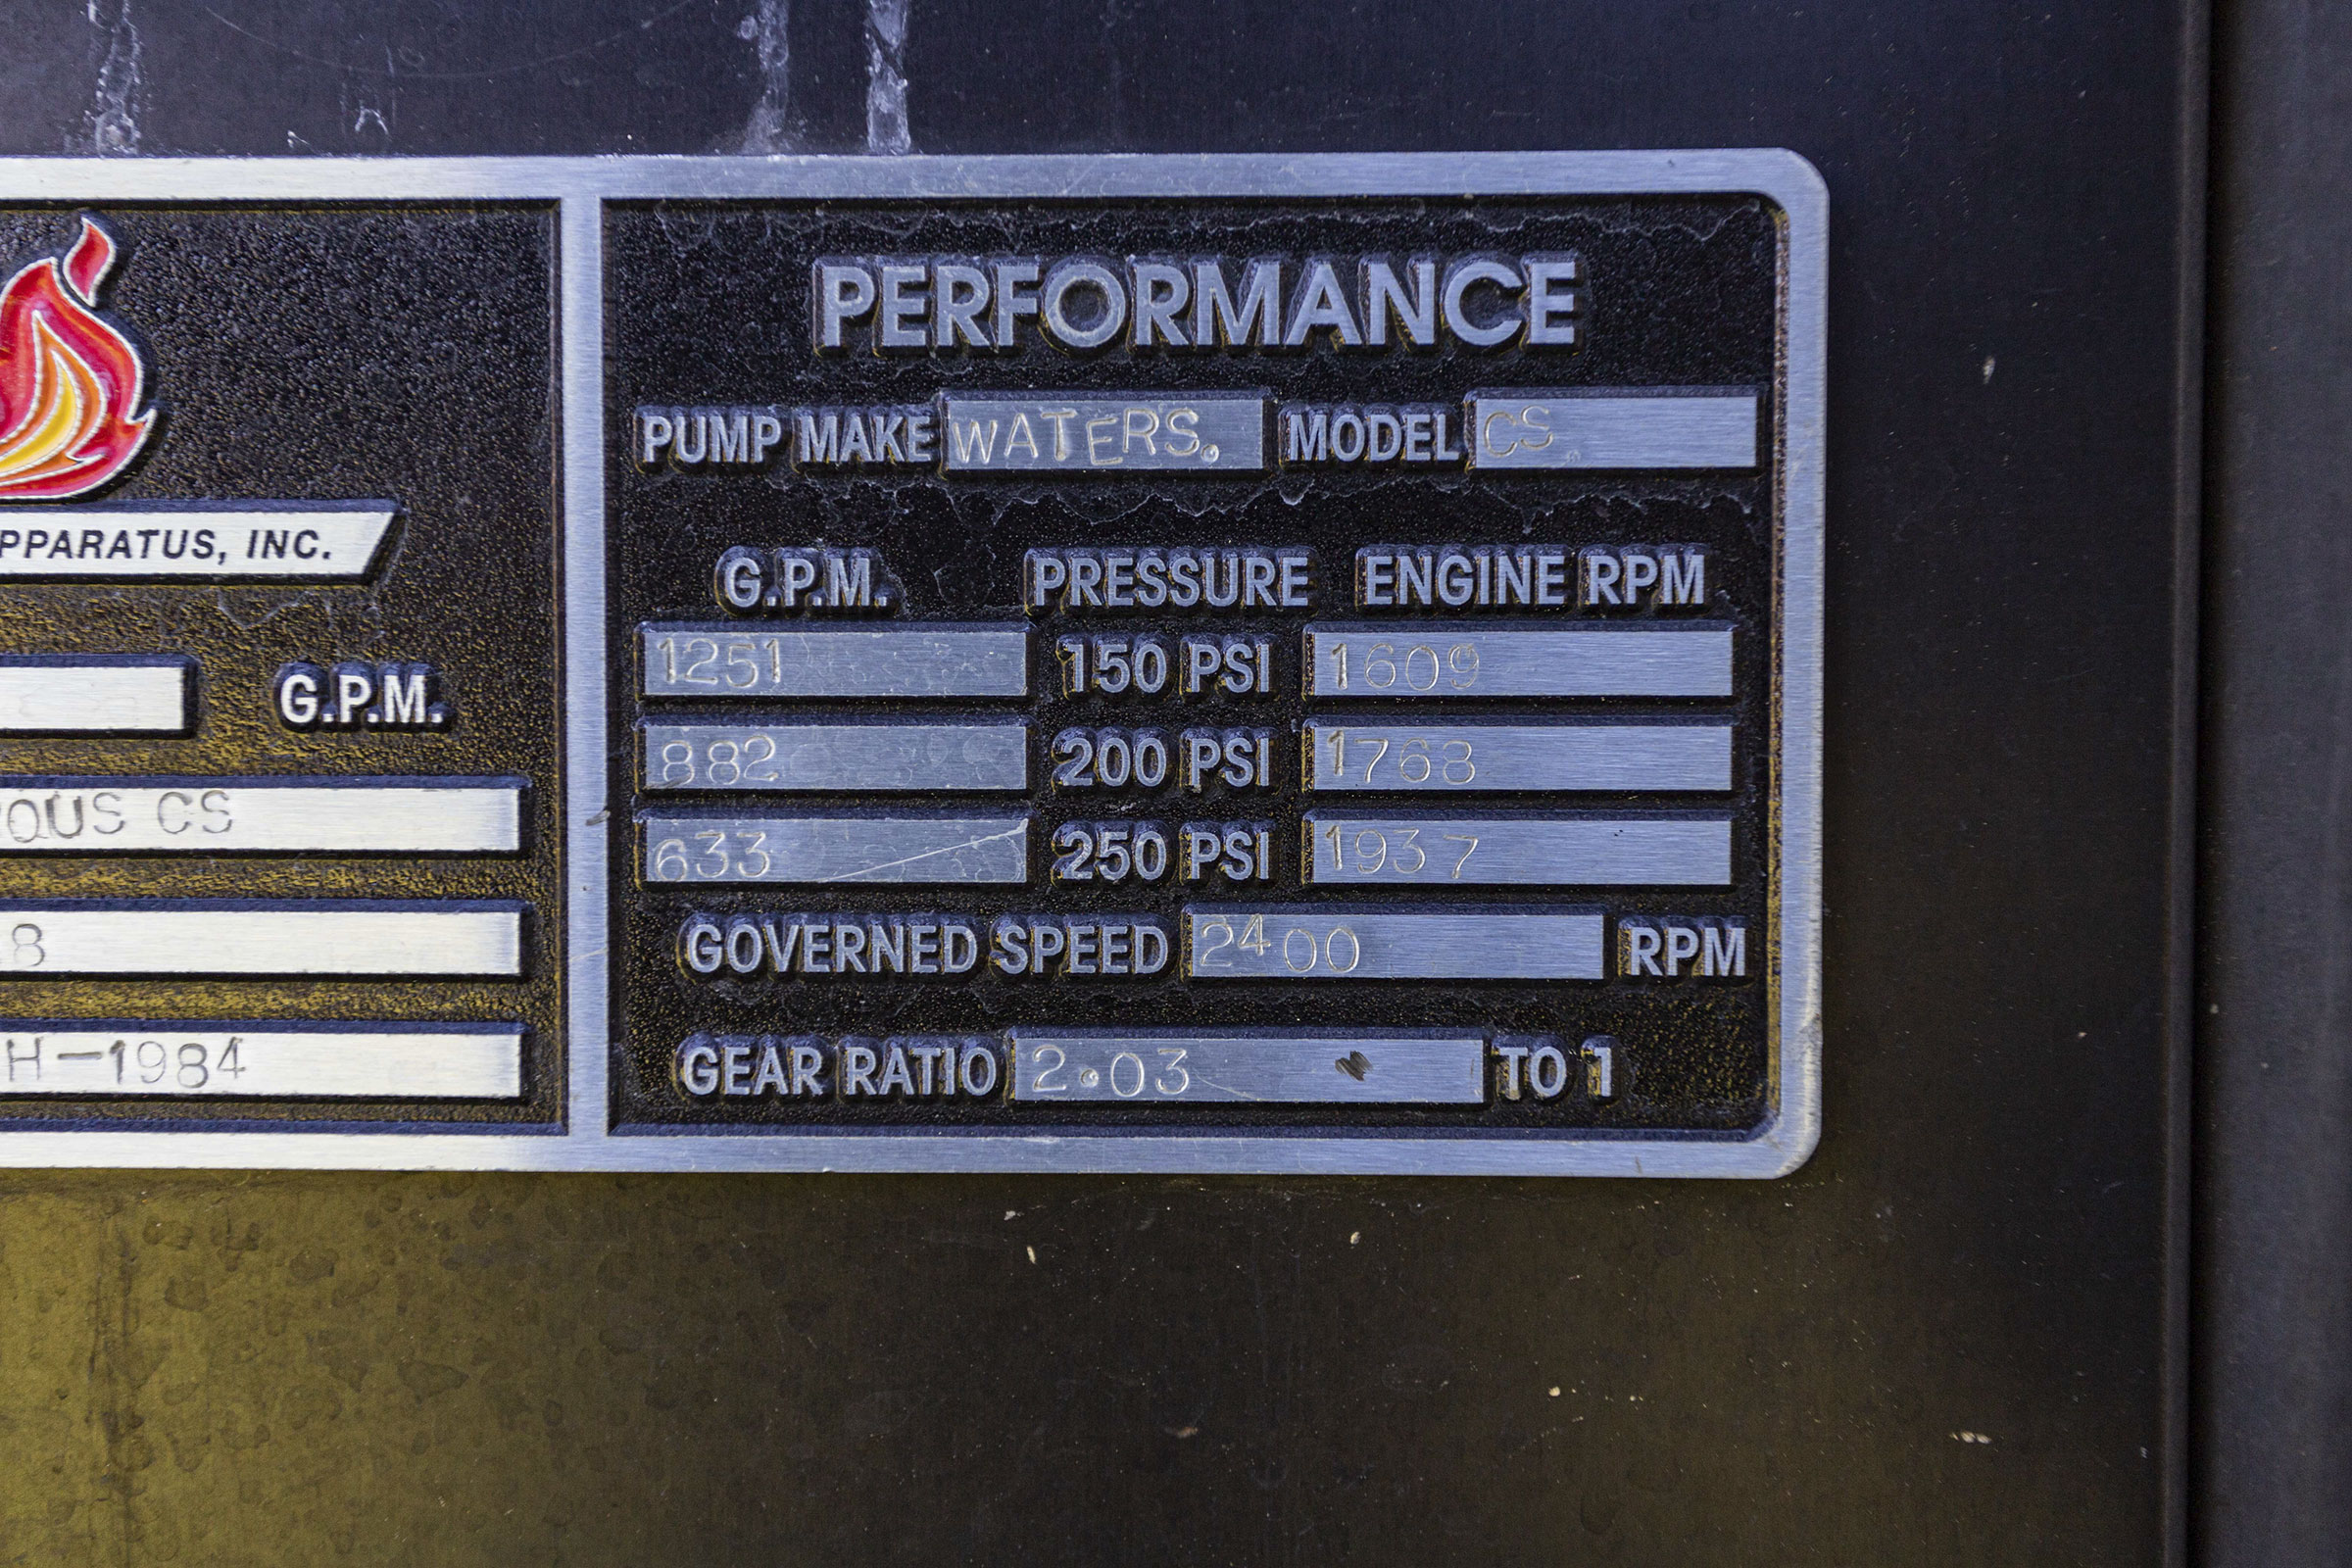 PPARATUS, INC.
G.P.M.
OUS CS
8
H-1984
PERFORMANCE
PUMP MAKE WATERS. MODEL CS
G.P.M. PRESSURE ENGINE RPM
1251 150 PSI 1609
882 200 PSI 1768
633 250 PSI 1937
GOVERNED SPEED 2400 RPM
GEAR RATIO 2.03 TO 1